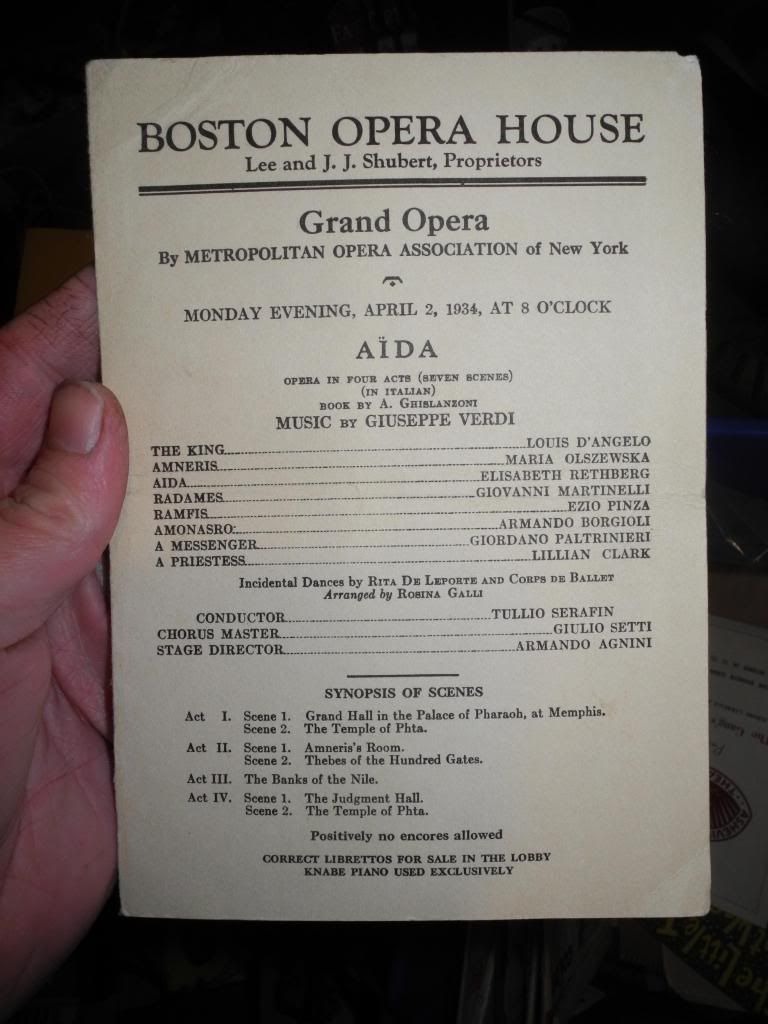 BOSTON OPERA HOUSE
Lee and J. J. Shubert, Proprietors
Grand Opera
By METROPOLITAN OPERA ASSOCIATION of New York
MONDAY EVENING, APRIL 2, 1934, AT 8 O'CLOCK
AÏDA
OPERA IN FOUR ACTS (SEVEN SCENES)
(IN ITALIAN)
BOOK BY A. GHISLANZONI
MUSIC BY GIUSEPPE VERDI
THE KING LOUIS D'ANGELO
AMNERIS MARIA OLSZEWSKA
AIDA ELISABETH RETHBERG
RADAMES GIOVANNI MARTINELLI
RAMFIS EZIO PINZA
AMONASRO: ARMANDO BORGIOLI
A MESSENGER GIORDANO PALTRINIERI
A PRIESTESS LILLIAN CLARK
Incidental Dances by RITA DE LEPORTE AND CORPS DE BALLET
Arranged by ROSINA GALLI
CONDUCTOR TULLIO SERAFIN
CHORUS MASTER GIULIO SETTI
STAGE DIRECTOR ARMANDO AGNINI
SYNOPSIS OF SCENES
Act I. Scene 1. Grand Hall in the Palace of Pharaoh, at Memphis.
Scene 2. The Temple of Phta.
Act II. Scene 1. Amneris's Room.
Scene 2. Thebes of the Hundred Gates.
Act III. The Banks of the Nile.
Act IV. Scene 1. The Judgment Hall.
Scene 2. The Temple of Phta.
Positively no encores allowed
CORRECT LIBRETTOS FOR SALE IN THE LOBBY
KNABE PIANO USED EXCLUSIVELY